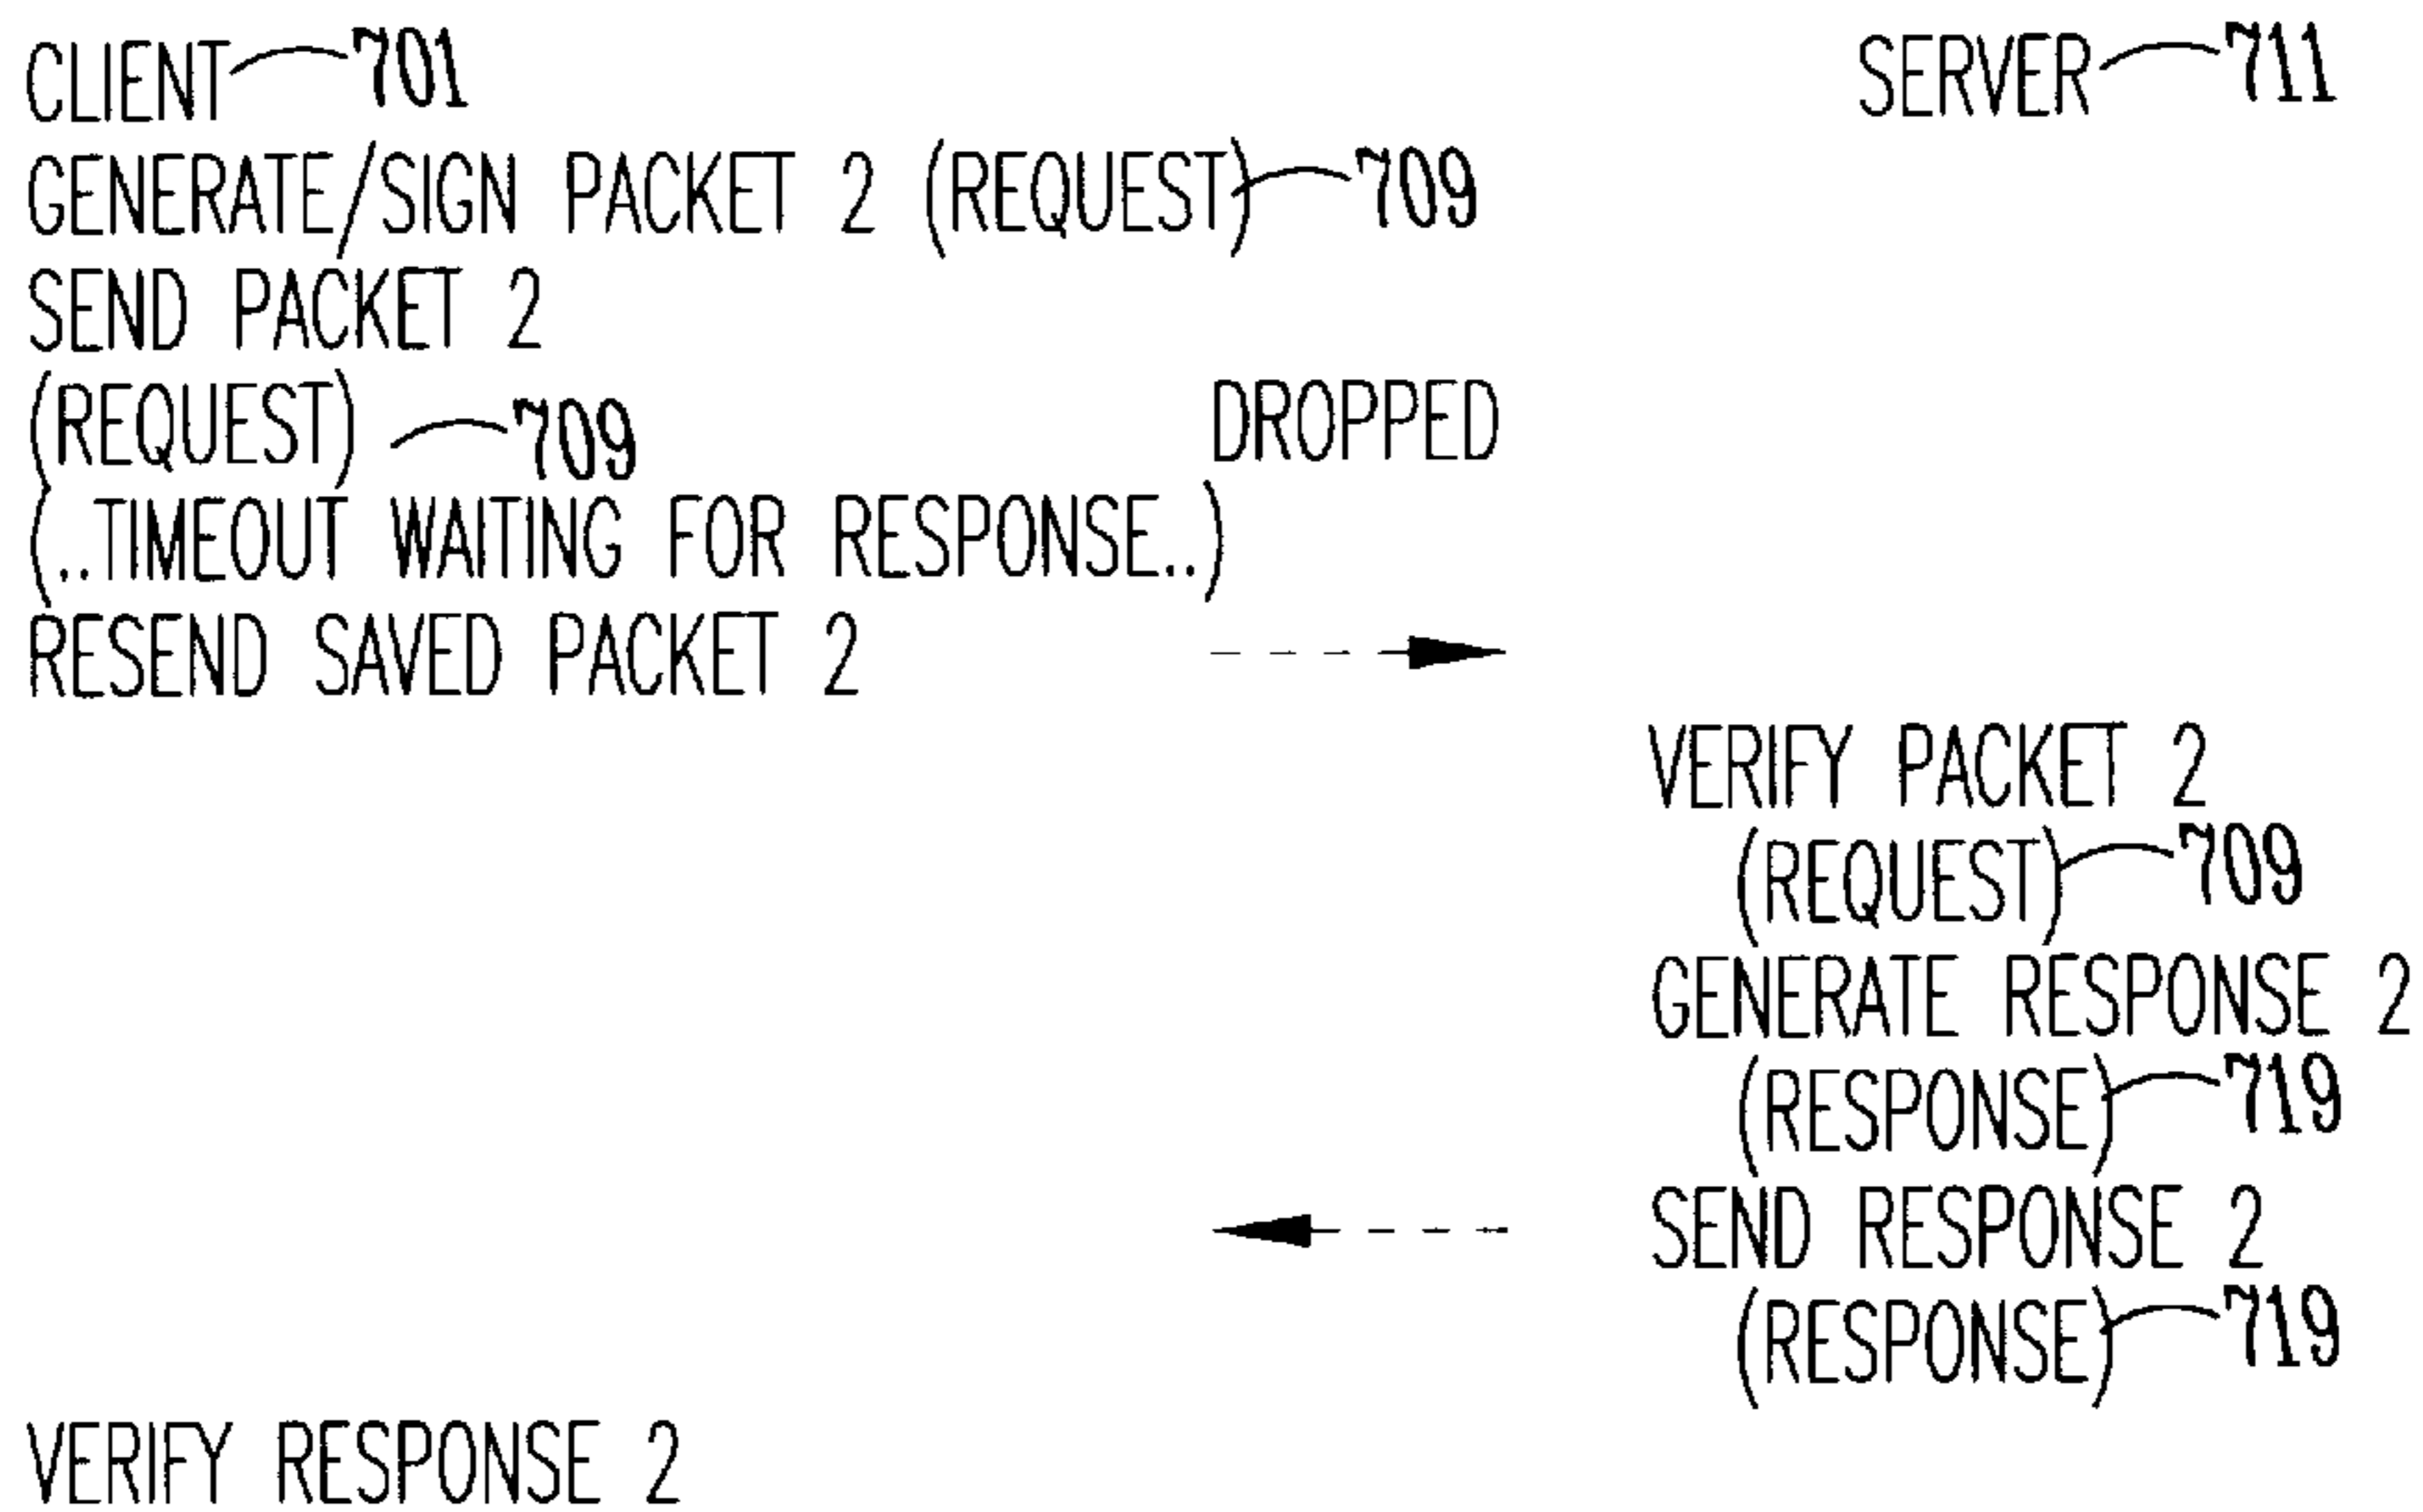 CLIENT 701 SERVER 711
GENERATE/SIGN PACKET 2 (REQUEST) 709
SEND PACKET 2
(REQUEST) 709 DROPPED
(..TIMEOUT WAITING FOR RESPONSE..)
RESEND SAVED PACKET 2
VERIFY PACKET 2
(REQUEST) 709
GENERATE RESPONSE 2
(RESPONSE) 719
SEND RESPONSE 2
(RESPONSE) 719
VERIFY RESPONSE 2